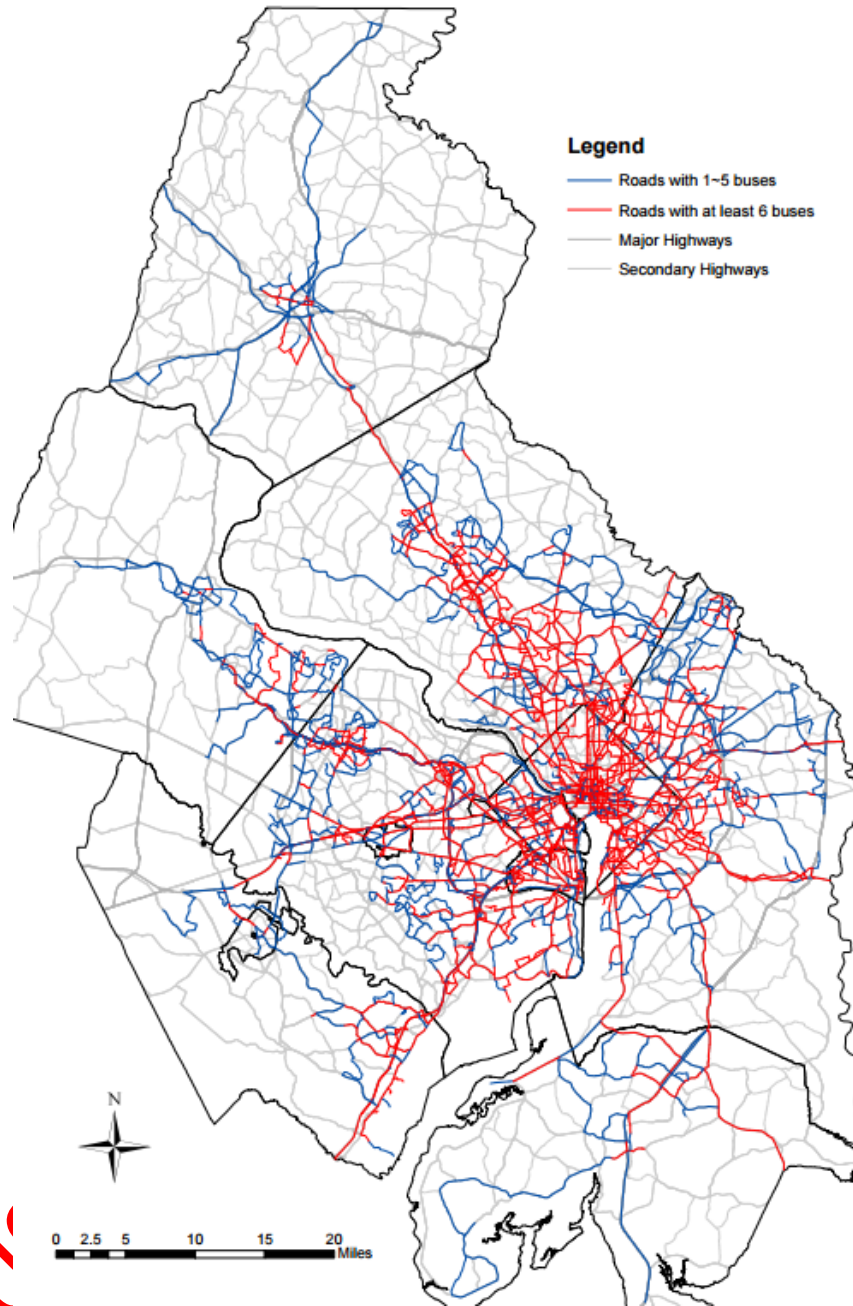 Legend
Roads with 1~5 buses
Roads with at least 6 buses
Major Highways
Secondary Highways
N
0 2.5 5 10 15 20
Miles